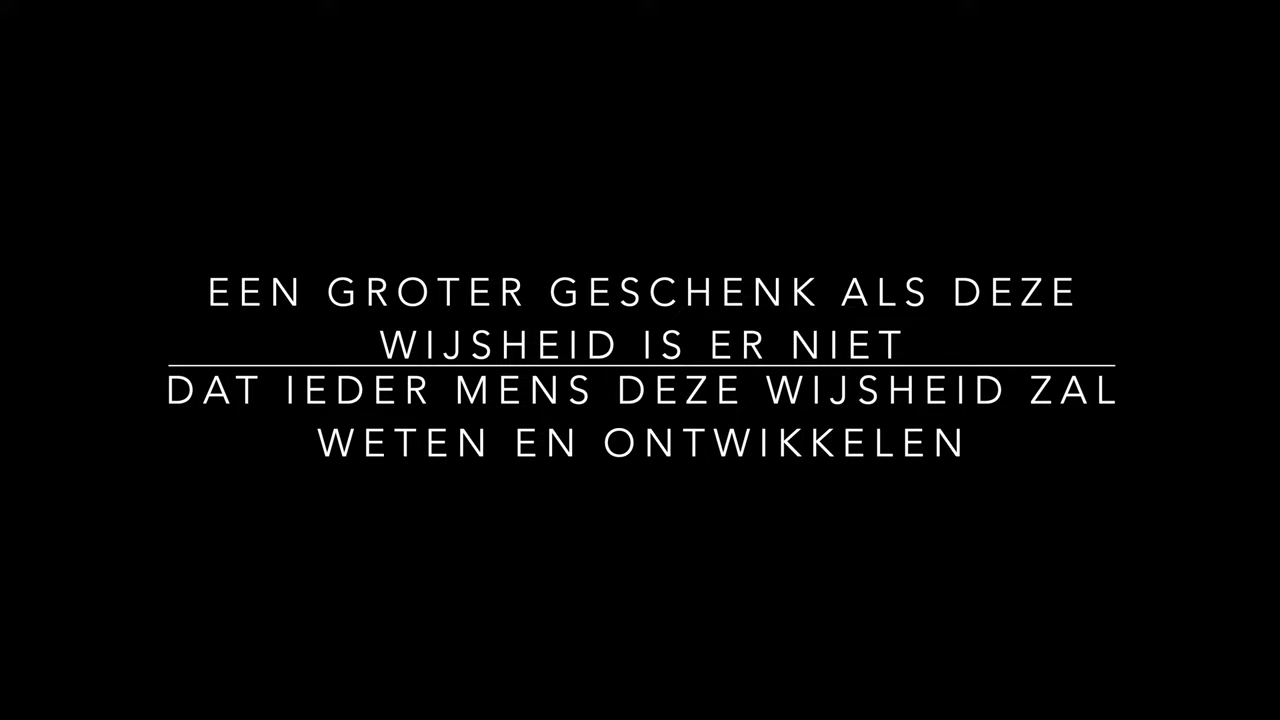 EEN GROTER GESCHENK ALS DEZE
WIJSHEID IS ER NIET
DAT IEDER MENS DEZE WIJSHEID ZAL
WETEN EN ONTWIKKELEN